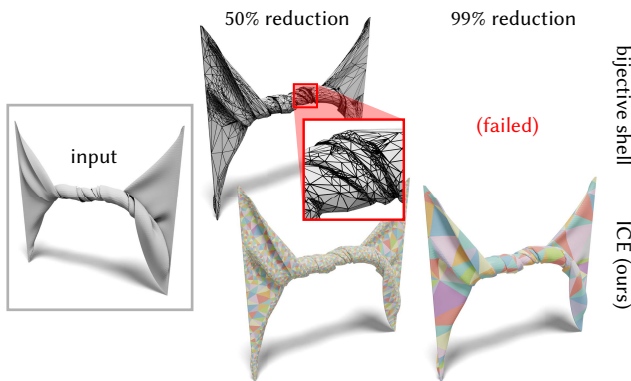 50% reduction
99% reduction
bijective shell
input
(failed)
ICE (ours)